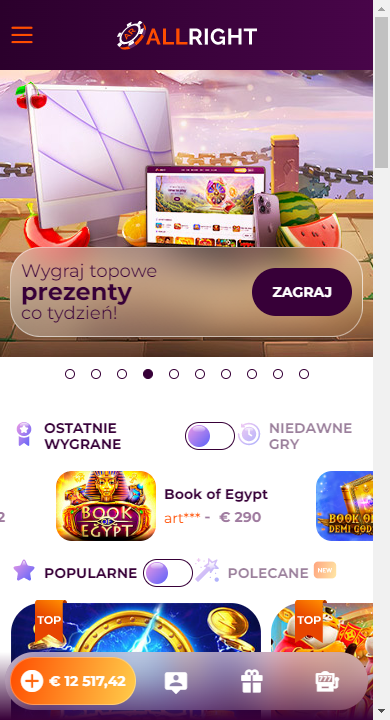 ALLRIGHT
Wygraj topowe
prezenty
co tydzień!
ZAGRAJ
OSTATNIE
WYGRANE
NIEDAWNE
GRY
2
BOOK OF
EGYPT
Book of Egypt
art*** - € 290
BOOK OF
DEMI GOD
POPULARNE
POLECANE
NEW
TOP
TOP
€ 12 517,42
777